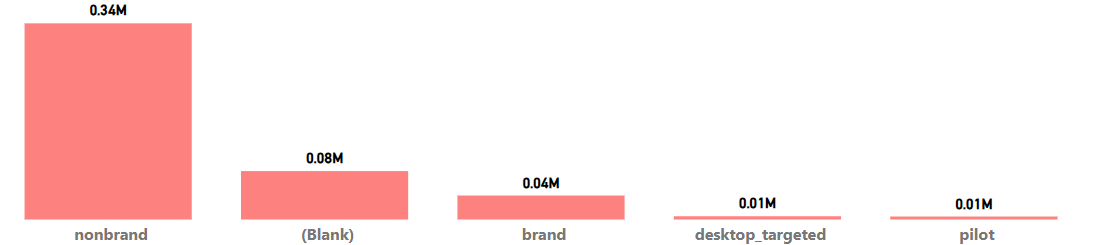 0.34M
0.08M
0.04M
0.01M
0.01M
nonbrand
(Blank)
brand
desktop_targeted
pilot